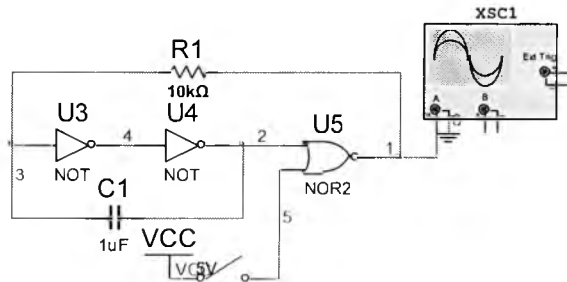 XSC1
Ext Trig
A B
R1
10kΩ
U3 U4 U5
4 2 1
3
NOT NOT NOR2
C1
1uF
5
VCC
5V